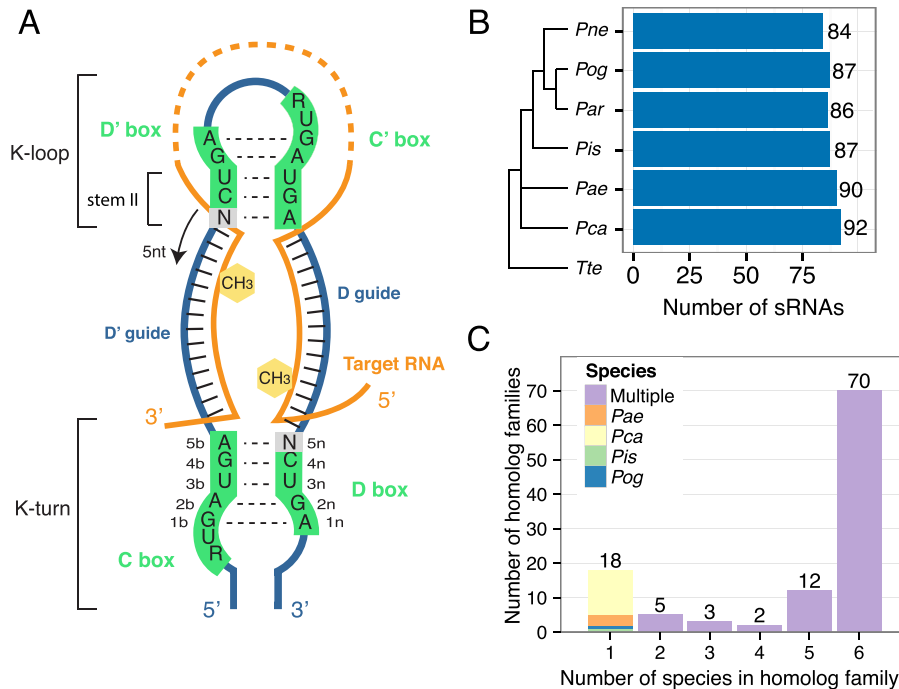 A
K-loop
D' box
C' box
stem II
5nt
A
G
U
C
N
R
U
G
A
U
G
A
CH3
D guide
D' guide
CH3
Target RNA
3'
5'
K-turn
5b
4b
3b
2b
1b
A
G
U
A
G
U
R
N
C
U
G
A
5n
4n
3n
2n
1n
D box
C box
5'
3'
B
Pne
Pog
Par
Pis
Pae
Pca
Tte
84
87
86
87
90
92
0 25 50 75
Number of sRNAs
C
Number of homolog families
70
60
50
40
30
20
10
0
Species
Multiple
Pae
Pca
Pis
Pog
18
5
3
2
12
70
1 2 3 4 5 6
Number of species in homolog family